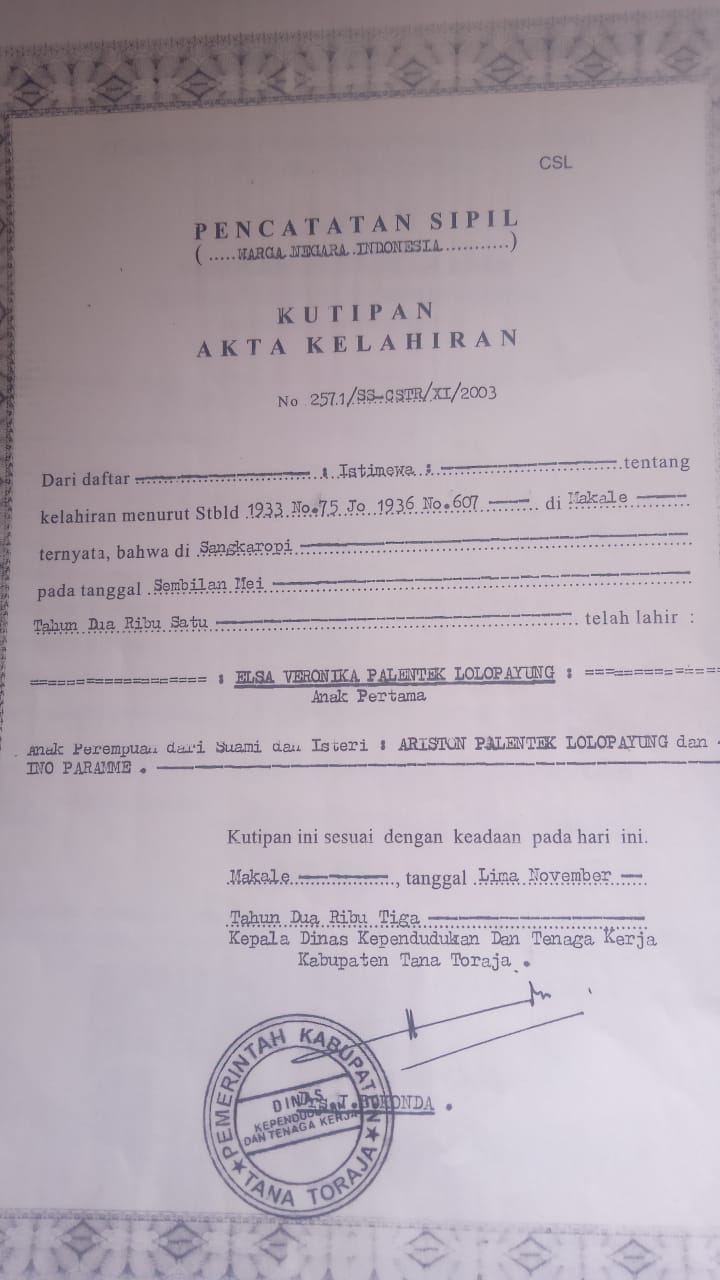 CSL
PENCATATAN SIPIL
(.....WARGA NEGARA INDONESIA...........)
KUTIPAN
AKTA KELAHIRAN
No 257.1/SS-CSTR/XI/2003
Dari daftar : Istimewa : tentang
kelahiran menurut Stbld 1933 No.75 Jo 1936 No.607 di Makale
ternyata, bahwa di Sangkaropi
pada tanggal Sembilan Mei
Tahun Dua Ribu Satu telah lahir :
=================== : ELSA VERONIKA PALENTEK LOLOPAYUNG : ===============
Anak Pertama
Anak Perempuan dari Suami dan Isteri : ARISTON PALENTEK LOLOPAYUNG dan
INO PARAMME .
Kutipan ini sesuai dengan keadaan pada hari ini.
Makale, tanggal Lima November
Tahun Dua Ribu Tiga
Kepala Dinas Kependudukan Dan Tenaga Kerja
Kabupaten Tana Toraja .
PEMERINTAH KABUPATEN
DINAS
KEPENDUDUKAN
DAN TENAGA KERJA
TANA TORAJA